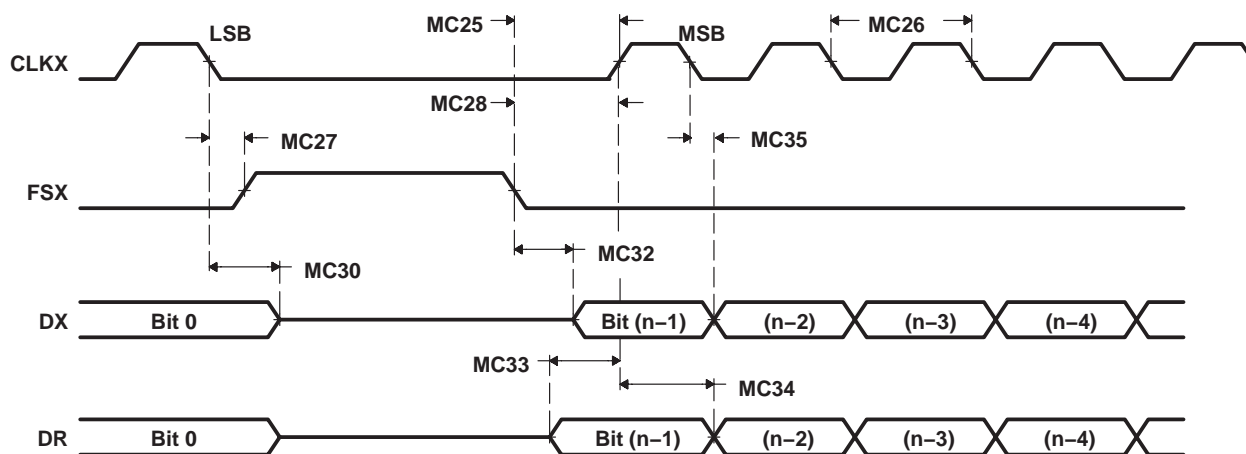 LSB
MC25
MSB
MC26
CLKX
MC28
MC27
MC35
FSX
MC30
MC32
DX
Bit 0
Bit (n−1)
(n−2)
(n−3)
(n−4)
MC33
MC34
DR
Bit 0
Bit (n−1)
(n−2)
(n−3)
(n−4)